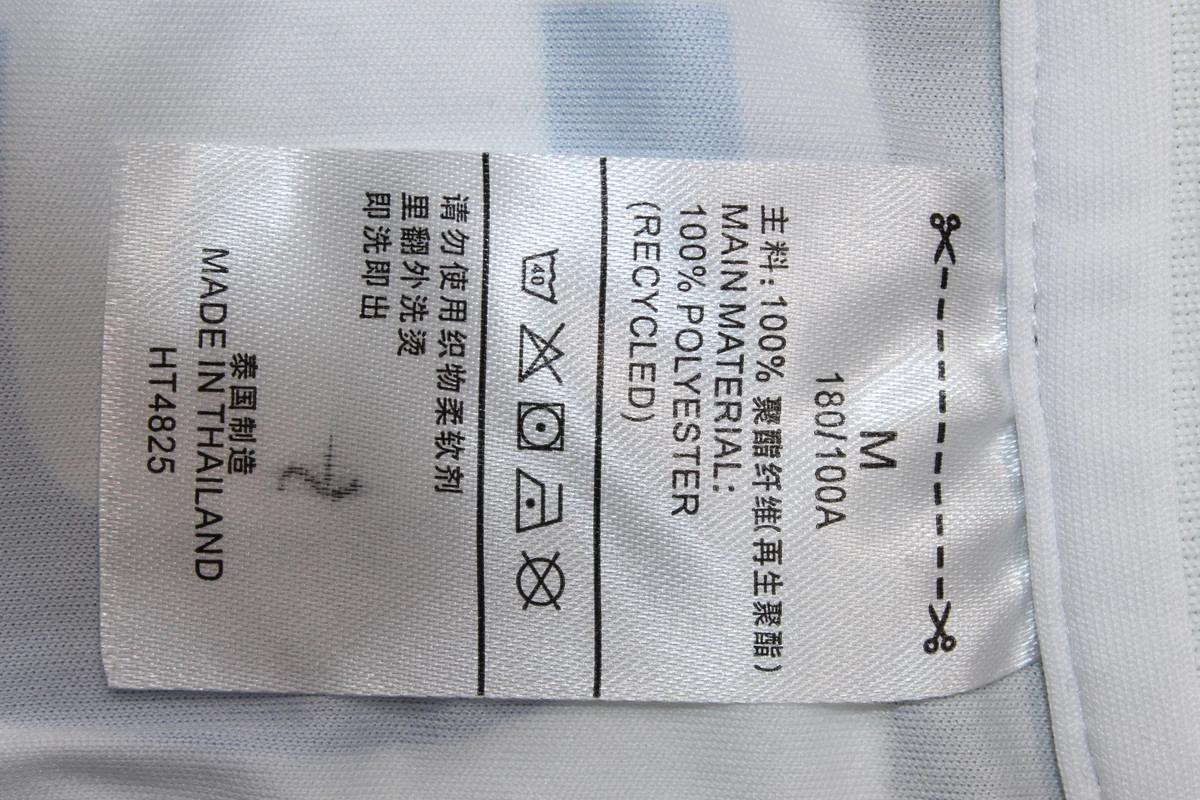 M
180/100A
主料: 100% 聚酯纤维(再生聚酯)
MAIN MATERIAL:
100% POLYESTER
(RECYCLED)
40
请勿使用织物柔软剂
里翻外洗烫
即洗即出
泰国制造
MADE IN THAILAND
HT4825